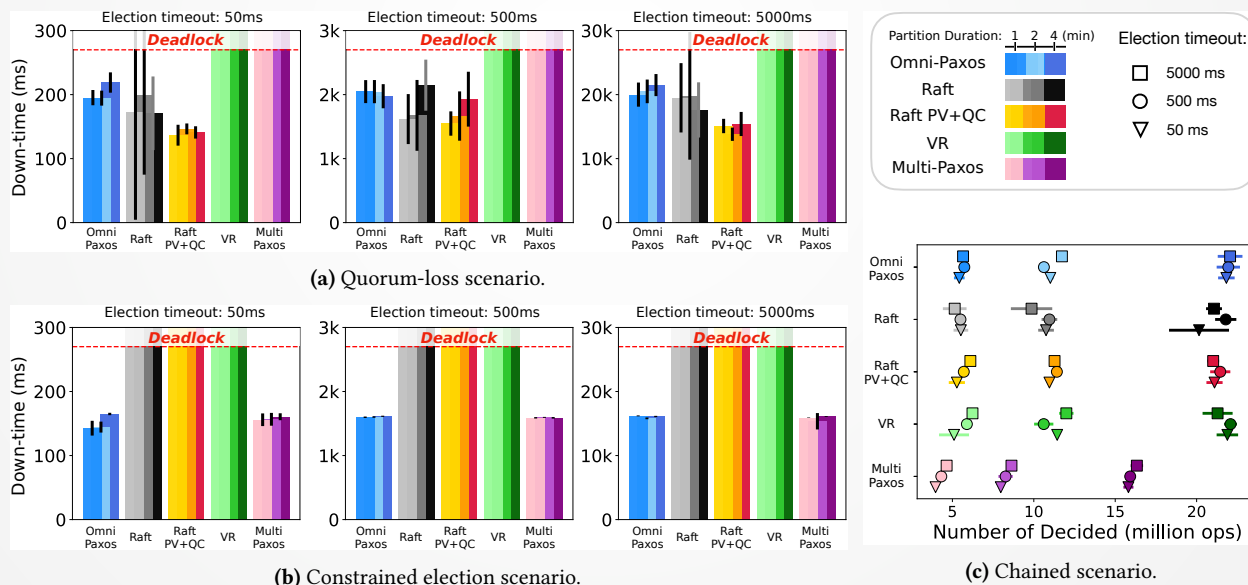 Election timeout: 50ms
Election timeout: 500ms
Election timeout: 5000ms
Down-time (ms)
300
200
100
0
Deadlock
Omni
Paxos
Raft
Raft
PV+QC
VR
Multi
Paxos
3k
2k
1k
0
Deadlock
Omni
Paxos
Raft
Raft
PV+QC
VR
Multi
Paxos
30k
20k
10k
0
Deadlock
Omni
Paxos
Raft
Raft
PV+QC
VR
Multi
Paxos
(a) Quorum-loss scenario.
Election timeout: 50ms
Election timeout: 500ms
Election timeout: 5000ms
Down-time (ms)
300
200
100
0
Deadlock
Omni
Paxos
Raft
Raft
PV+QC
VR
Multi
Paxos
3k
2k
1k
0
Deadlock
Omni
Paxos
Raft
Raft
PV+QC
VR
Multi
Paxos
30k
20k
10k
0
Deadlock
Omni
Paxos
Raft
Raft
PV+QC
VR
Multi
Paxos
(b) Constrained election scenario.
Partition Duration: 1 2 4 (min)
Omni-Paxos
Raft
Raft PV+QC
VR
Multi-Paxos
Election timeout:
5000 ms
500 ms
50 ms
Omni
Paxos
Raft
Raft
PV+QC
VR
Multi
Paxos
5 10 15 20
Number of Decided (million ops)
(c) Chained scenario.